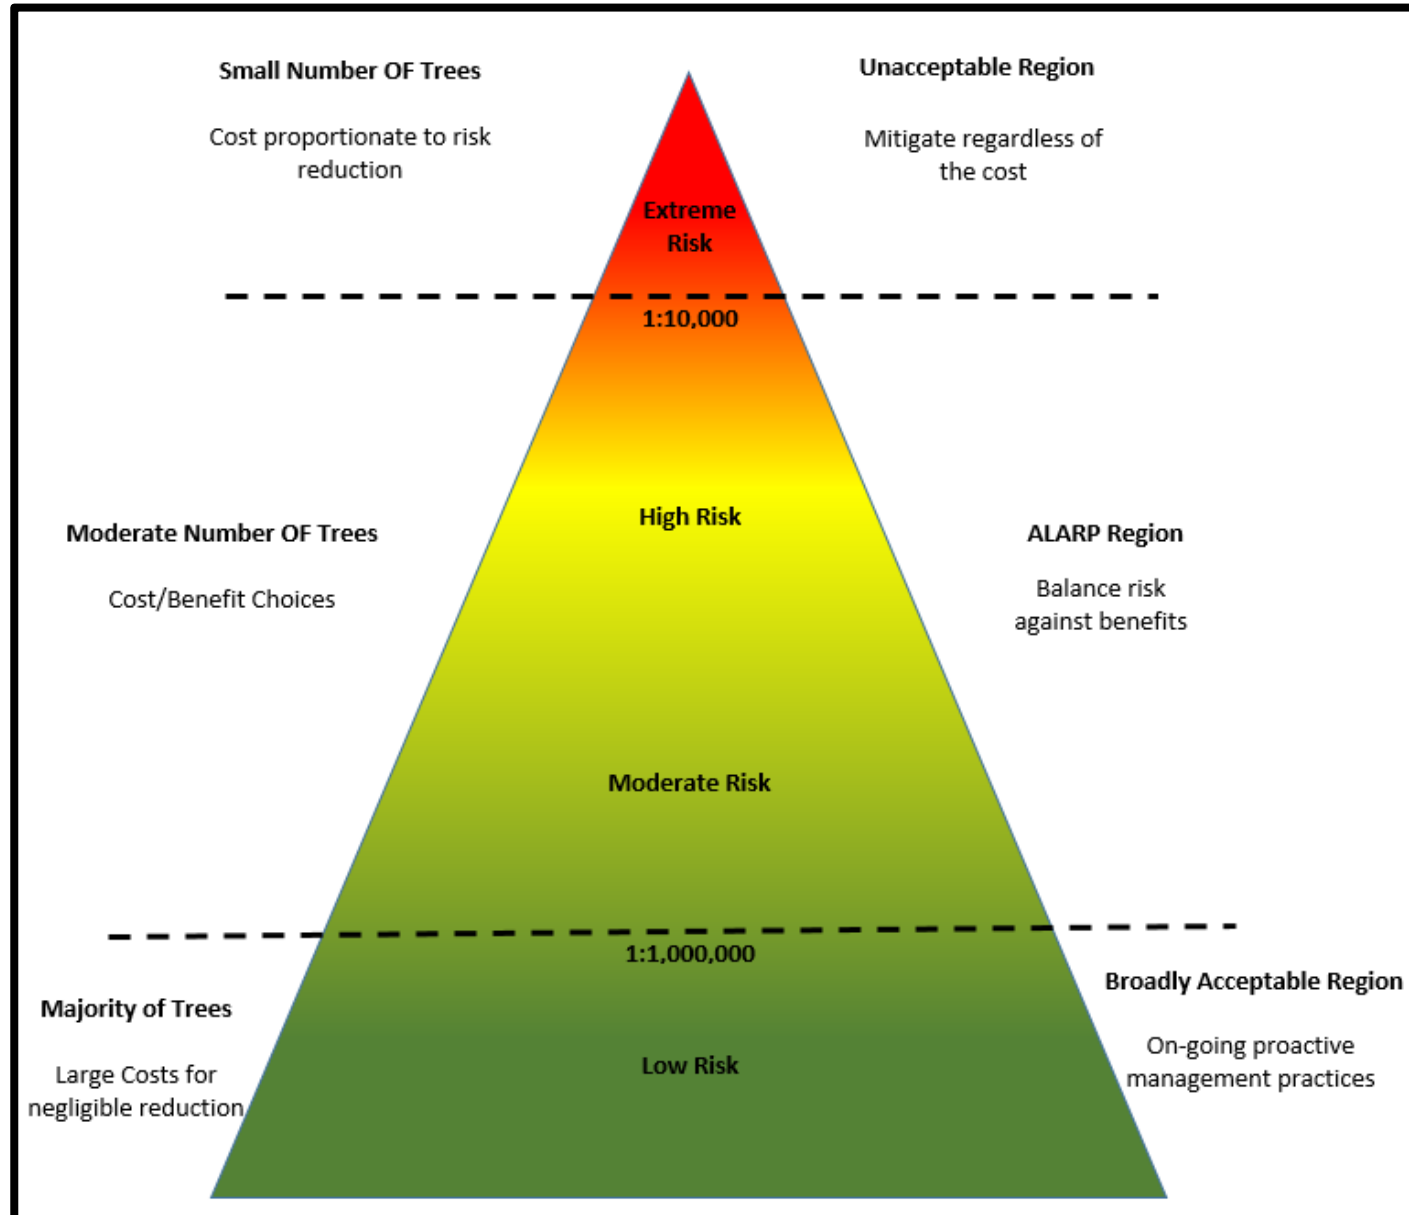 Small Number OF Trees
Cost proportionate to risk
reduction
Unacceptable Region
Mitigate regardless of
the cost
Extreme
Risk
1:10,000
Moderate Number OF Trees
Cost/Benefit Choices
High Risk
ALARP Region
Balance risk
against benefits
Moderate Risk
1:1,000,000
Majority of Trees
Large Costs for
negligible reduction
Low Risk
Broadly Acceptable Region
On-going proactive
management practices